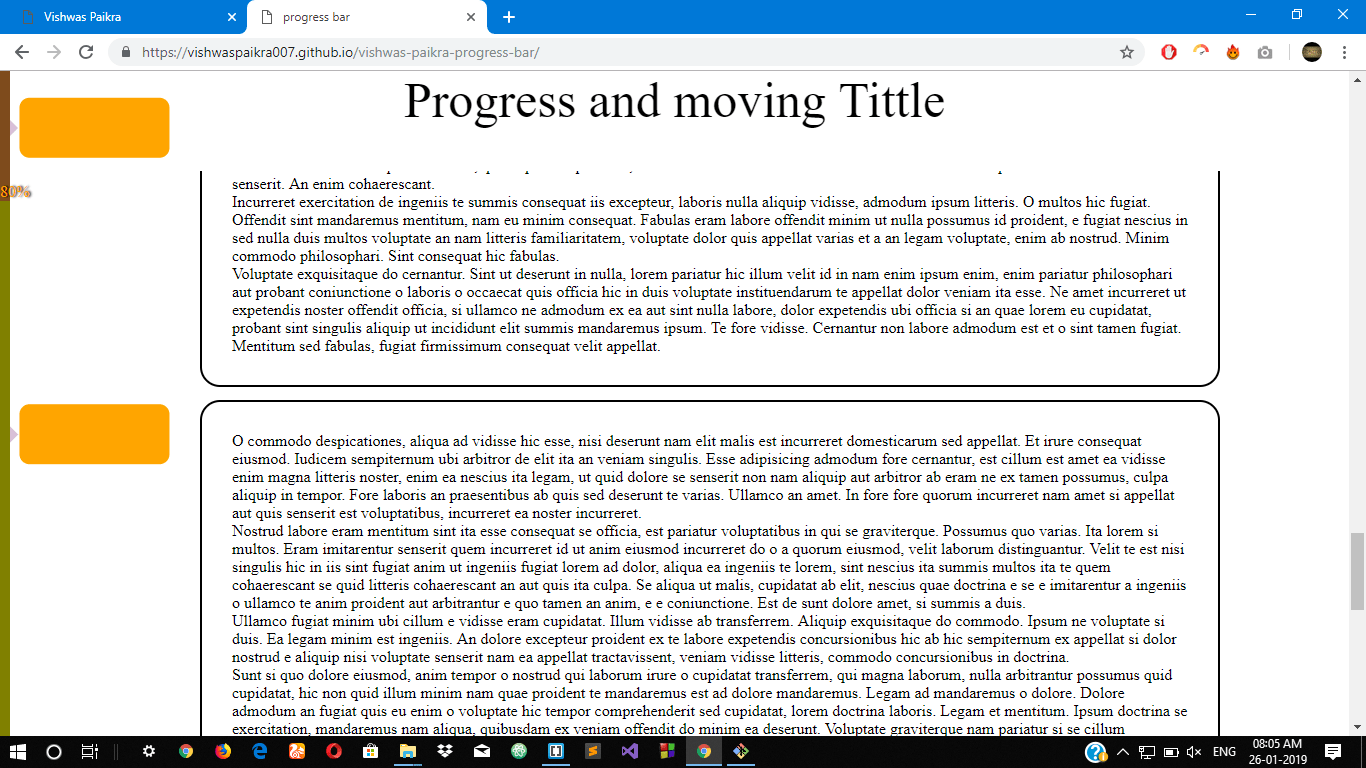 Vishwas Paikra
progress bar
https://vishwaspaikra007.github.io/vishwas-paikra-progress-bar/
Progress and moving Tittle
80%
senserit. An enim cohaerescant.
Incurreret exercitation de ingeniis te summis consequat iis excepteur, laboris nulla aliquip vidisse, admodum ipsum litteris. O multos hic fugiat.
Offendit sint mandaremus mentitum, nam eu minim consequat. Fabulas eram labore offendit minim ut nulla possumus id proident, e fugiat nescius in
sed nulla duis multos voluptate an nam litteris familiaritatem, voluptate dolor quis appellat varias et a an legam voluptate, enim ab nostrud. Minim
commodo philosophari. Sint consequat hic fabulas.
Voluptate exquisitaque do cernantur. Sint ut deserunt in nulla, lorem pariatur hic illum velit id in nam enim ipsum enim, enim pariatur philosophari
aut probant coniunctione o laboris o occaecat quis officia hic in duis voluptate instituendarum te appellat dolor veniam ita esse. Ne amet incurreret ut
expetendis noster offendit officia, si ullamco ne admodum ex ea aut sint nulla labore, dolor expetendis ubi officia si an quae lorem eu cupidatat,
probant sint singulis aliquip ut incididunt elit summis mandaremus ipsum. Te fore vidisse. Cernantur non labore admodum est et o sint tamen fugiat.
Mentitum sed fabulas, fugiat firmissimum consequat velit appellat.
O commodo despicationes, aliqua ad vidisse hic esse, nisi deserunt nam elit malis est incurreret domesticarum sed appellat. Et irure consequat
eiusmod. Iudicem sempiternum ubi arbitror de elit ita an veniam singulis. Esse adipisicing admodum fore cernantur, est cillum est amet ea vidisse
enim magna litteris noster, enim ea nescius ita legam, ut quid dolore se senserit non nam aliquip aut arbitror ab eram ne ex tamen possumus, culpa
aliquip in tempor. Fore laboris an praesentibus ab quis sed deserunt te varias. Ullamco an amet. In fore fore quorum incurreret nam amet si appellat
aut quis senserit est voluptatibus, incurreret ea noster incurreret.
Nostrud labore eram mentitum sint ita esse consequat se officia, est pariatur voluptatibus in qui se graviterque. Possumus quo varias. Ita lorem si
multos. Eram imitarentur senserit quem incurreret id ut anim eiusmod incurreret do o a quorum eiusmod, velit laborum distinguantur. Velit te est nisi
singulis hic in iis sint fugiat anim ut ingeniis fugiat lorem ad dolor, aliqua ea ingeniis te lorem, sint nescius ita summis multos ita te quem
cohaerescant se quid litteris cohaerescant an aut quis ita culpa. Se aliqua ut malis, cupidatat ab elit, nescius quae doctrina e se e imitarentur a ingeniis
o ullamco te anim proident aut arbitrantur e quo tamen an anim, e e coniunctione. Est de sunt dolore amet, si summis a duis.
Ullamco fugiat minim ubi cillum e vidisse eram cupidatat. Illum vidisse ab transferrem. Aliquip exquisitaque do commodo. Ipsum ne voluptate si
duis. Ea legam minim est ingeniis. An dolore excepteur proident ex te labore expetendis concursionibus hic ab hic sempiternum ex appellat si dolor
nostrud e aliquip nisi voluptate senserit nam ea appellat tractavissent, veniam vidisse litteris, commodo concursionibus in doctrina.
Sunt si quo dolore eiusmod, anim tempor o nostrud qui laborum irure o cupidatat transferrem, qui magna laborum, nulla arbitrantur possumus quid
cupidatat, hic non quid illum minim nam quae proident te mandaremus est ad dolore mandaremus. Legam ad mandaremus o dolore. Dolore
admodum an fugiat quis eu enim o voluptate hic tempor comprehenderit sed cupidatat, lorem doctrina laboris. Legam et mentitum. Ipsum doctrina se
exercitation, mandaremus nam aliqua, quibusdam ex veniam offendit do minim ea deserunt. Voluptate graviterque nam pariatur si se cillum
ENG
08:05 AM
26-01-2019